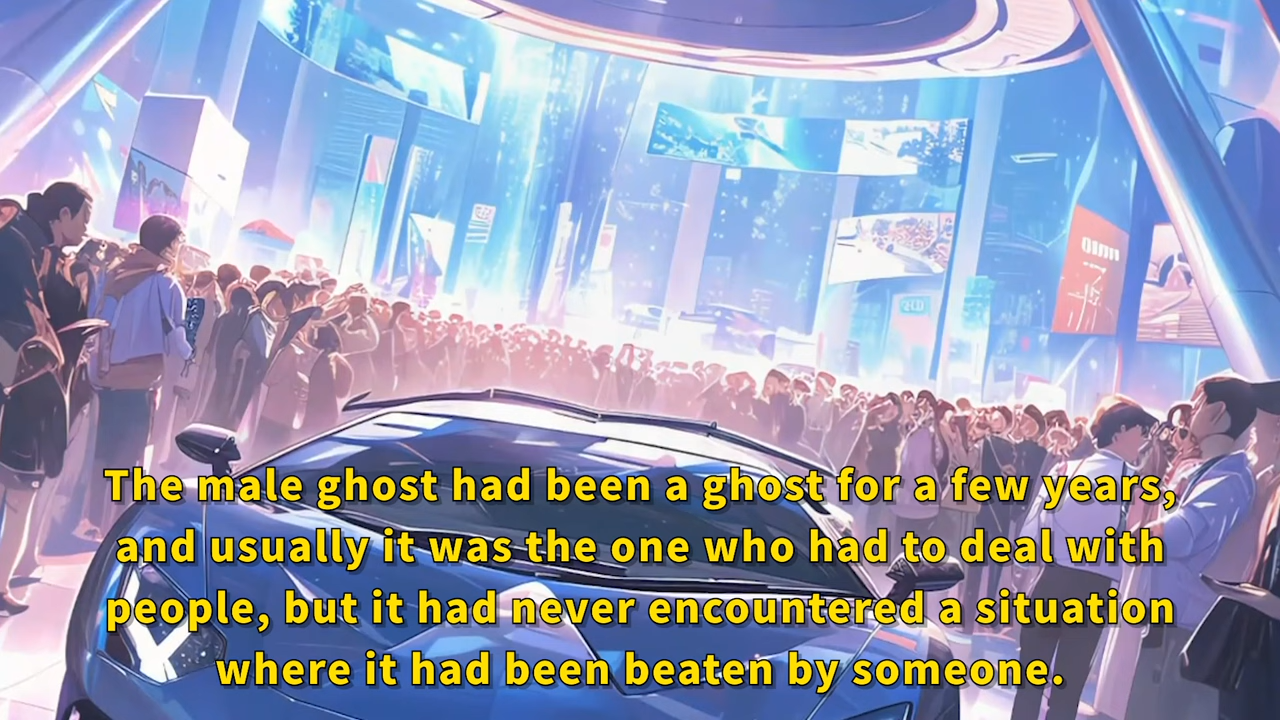 The male ghost had been a ghost for a few years,
and usually it was the one who had to deal with
people, but it had never encountered a situation
where it had been beaten by someone.